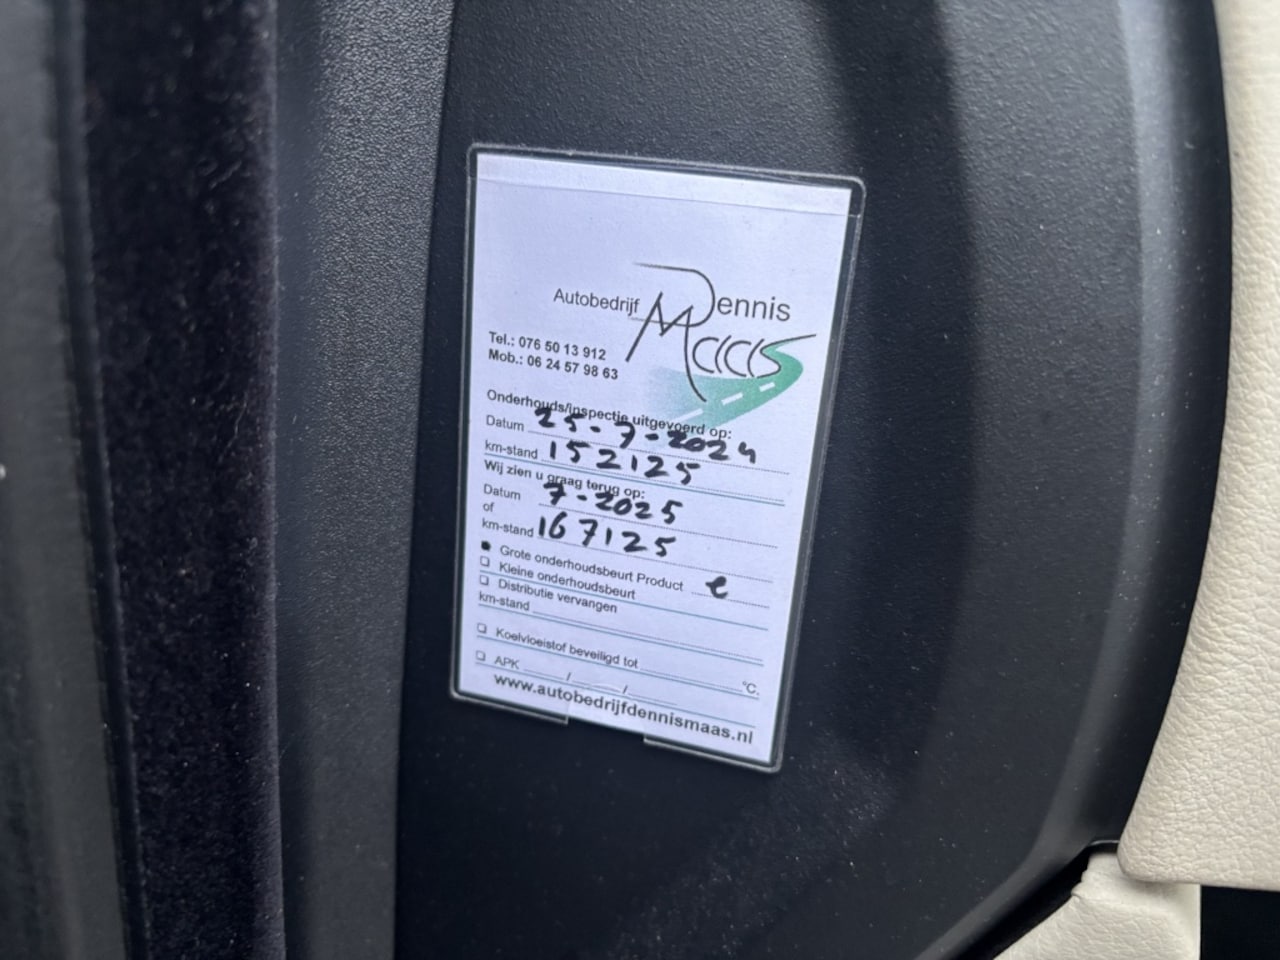 Autobedrijf Dennis
Maas
Tel.: 076 50 13 912
Mob.: 06 24 57 98 63
Onderhouds/inspectie uitgevoerd op:
Datum 25-7-2024
km-stand 152125
Wij zien u graag terug op:
Datum 7-2025
of
km-stand 167125
Grote onderhoudsbeurt Product e
Kleine onderhoudsbeurt
Distributie vervangen
km-stand
Koelvloeistof beveiligd tot °C.
APK / /
www.autobedrijfdennismaas.nl